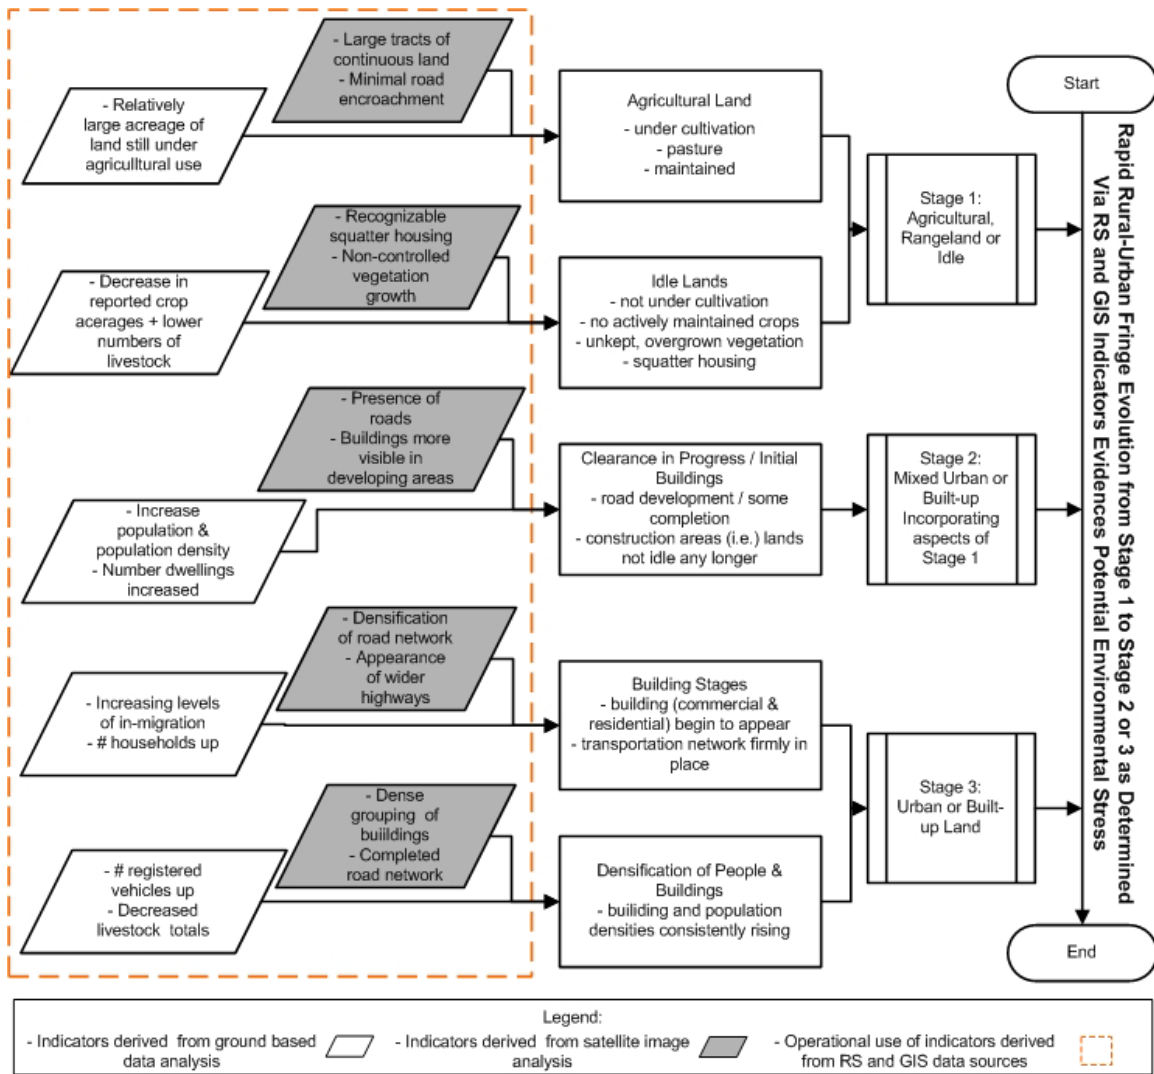 - Large tracts of
continuous land
- Minimal road
encroachment
- Relatively
large acreage of
land still under
agricultural use
Agricultural Land
- under cultivation
- pasture
- maintained
Start
- Recognizable
squatter housing
- Non-controlled
vegetation
growth
- Decrease in
reported crop
acerages + lower
numbers of
livestock
Idle Lands
- not under cultivation
- no actively maintained crops
- unkept, overgrown vegetation
- squatter housing
Stage 1:
Agricultural,
Rangeland or
Idle
- Presence of
roads
- Buildings more
visible in
developing areas
- Increase
population &
population density
- Number dwellings
increased
Clearance in Progress / Initial
Buildings
- road development / some
completion
- construction areas (i.e.) lands
not idle any longer
Stage 2:
Mixed Urban or
Built-up
Incorporating
aspects of
Stage 1
- Densification
of road network
- Appearance
of wider
highways
- Increasing levels
of in-migration
- # households up
Building Stages
- building (commercial &
residential) begin to appear
- transportation network firmly in
place
- Dense
grouping of
buiildings
- Completed
road network
- # registered
vehicles up
- Decreased
livestock totals
Densification of People &
Buildings
- builiding and population
densities consistently rising
Stage 3:
Urban or Built-
up Land
End
Rapid Rural-Urban Fringe Evolution from Stage 1 to Stage 2 or 3 as Determined
Via RS and GIS Indicators Evidences Potential Environmental Stress
Legend:
- Indicators derived from ground based
data analysis
- Indicators derived from satellite image
analysis
- Operational use of indicators derived
from RS and GIS data sources